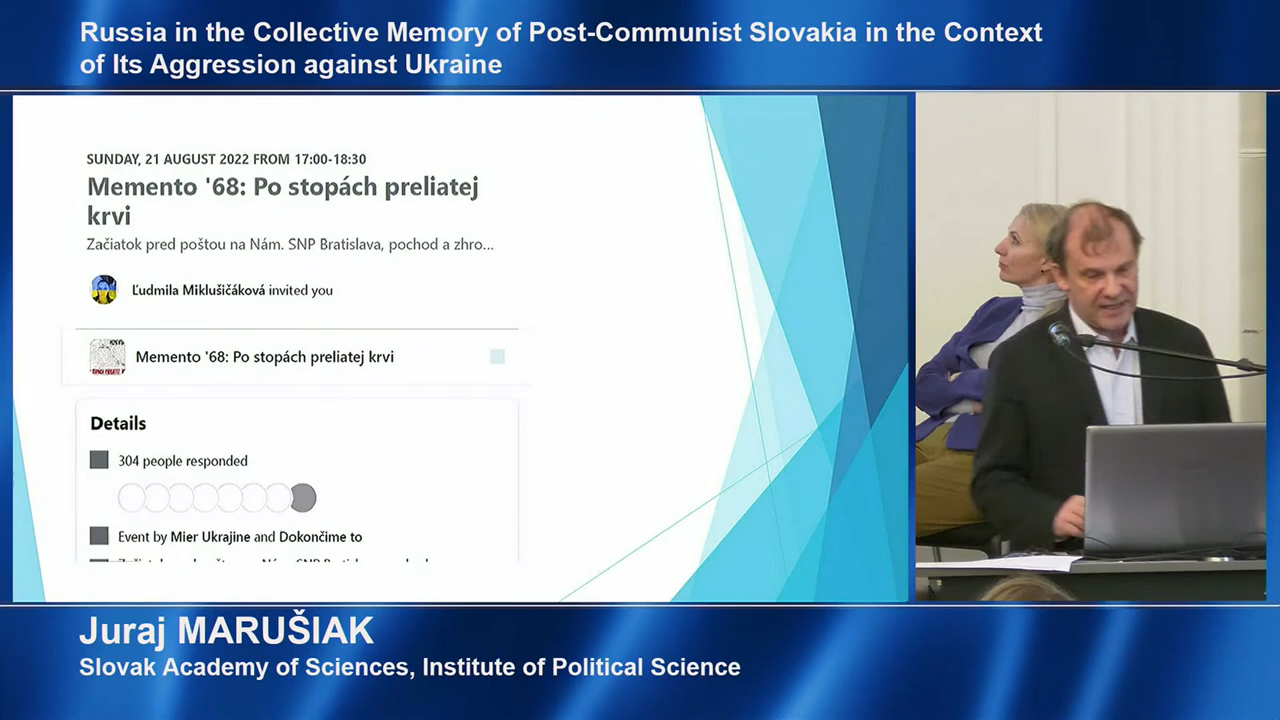 Russia in the Collective Memory of Post-Communist Slovakia in the Context
of Its Aggression against Ukraine
SUNDAY, 21 AUGUST 2022 FROM 17:00-18:30
Memento '68: Po stopách preliatej
krvi
Začiatok pred poštou na Nám. SNP Bratislava, pochod a zhro...
Ľudmila Miklušičáková invited you
Memento '68: Po stopách preliatej krvi
Details
304 people responded
Event by Mier Ukrajine and Dokončime to
Juraj MARUŠIAK
Slovak Academy of Sciences, Institute of Political Science